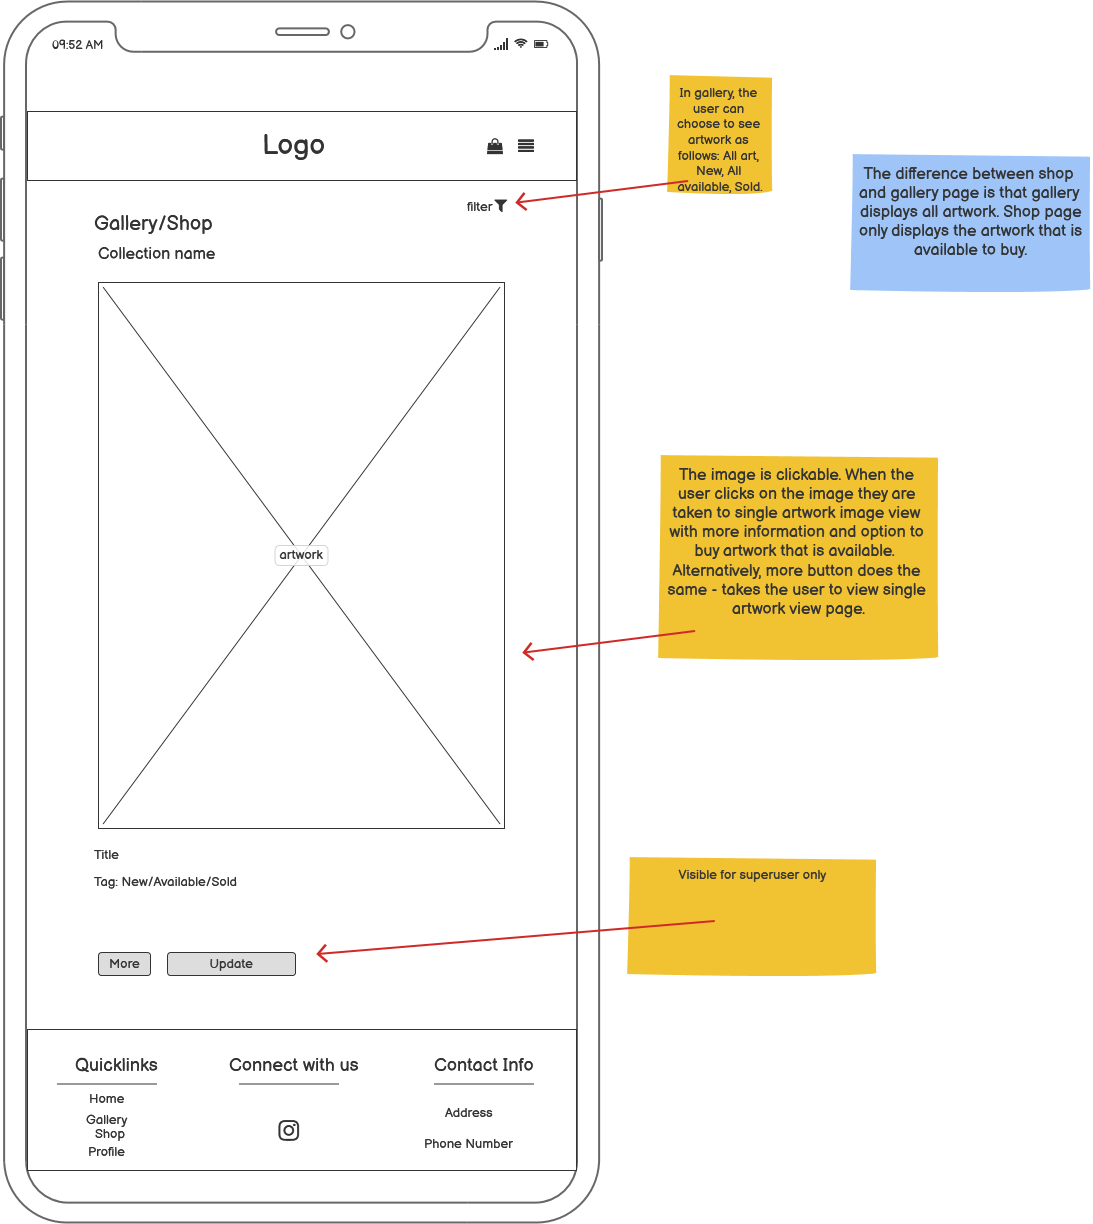 09:52 AM
Logo
filter
Gallery/Shop
Collection name
artwork
Title
Tag: New/Available/Sold
More
Update
Quicklinks
Home
Gallery
Shop
Profile
Connect with us
Contact Info
Address
Phone Number
In gallery, the
user can
choose to see
artwork as
follows: All art,
New, All
available, Sold.
The difference between shop
and gallery page is that gallery
displays all artwork. Shop page
only displays the artwork that is
available to buy.
The image is clickable. When the
user clicks on the image they are
taken to single artwork image view
with more information and option to
buy artwork that is available.
Alternatively, more button does the
same - takes the user to view single
artwork view page.
Visible for superuser only